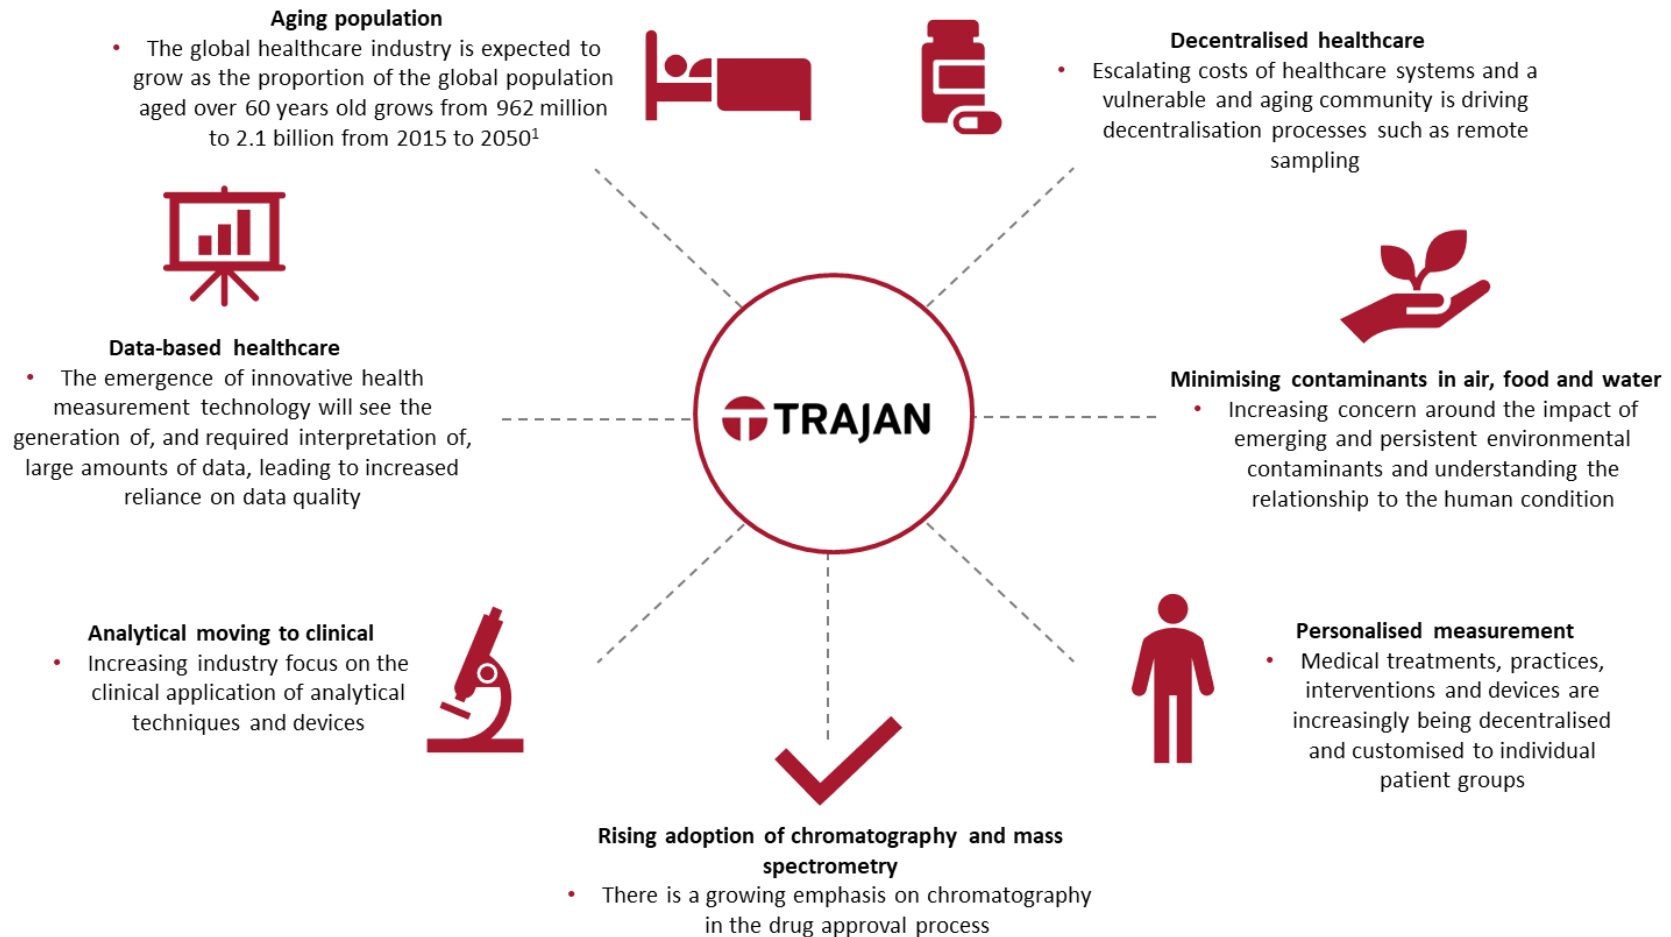 Aging population
• The global healthcare industry is expected to
grow as the proportion of the global population
aged over 60 years old grows from 962 million
to 2.1 billion from 2015 to 2050¹
Decentralised healthcare
• Escalating costs of healthcare systems and a
vulnerable and aging community is driving
decentralisation processes such as remote
sampling
Data-based healthcare
• The emergence of innovative health
measurement technology will see the
generation of, and required interpretation of,
large amounts of data, leading to increased
reliance on data quality
TRAJAN
Minimising contaminants in air, food and water
• Increasing concern around the impact of
emerging and persistent environmental
contaminants and understanding the
relationship to the human condition
Analytical moving to clinical
• Increasing industry focus on the
clinical application of analytical
techniques and devices
Personalised measurement
• Medical treatments, practices,
interventions and devices are
increasingly being decentralised
and customised to individual
patient groups
Rising adoption of chromatography and mass
spectrometry
• There is a growing emphasis on chromatography
in the drug approval process